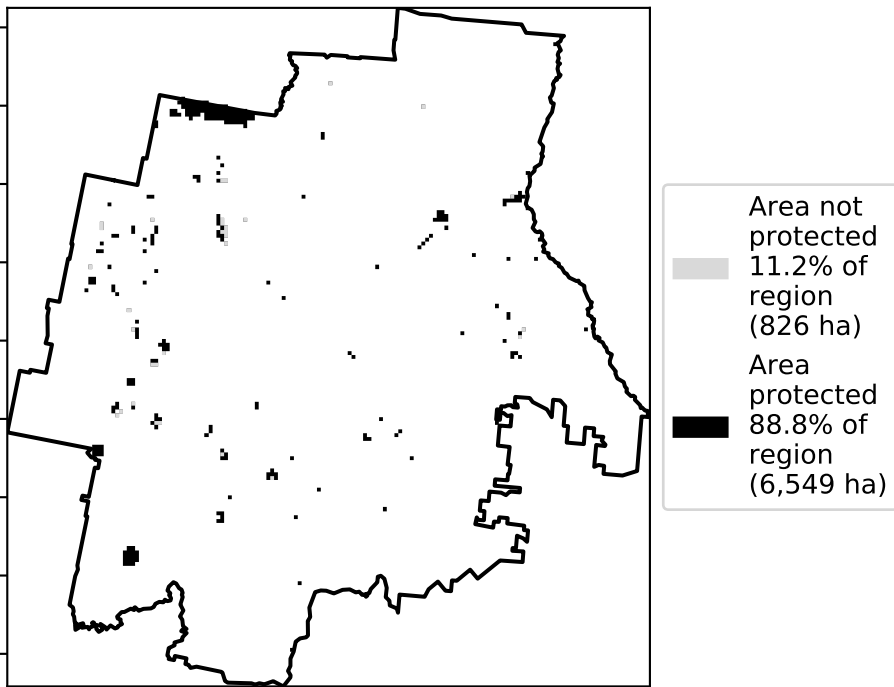 Area not
protected
11.2% of
region
(826 ha)
Area
protected
88.8% of
region
(6,549 ha)